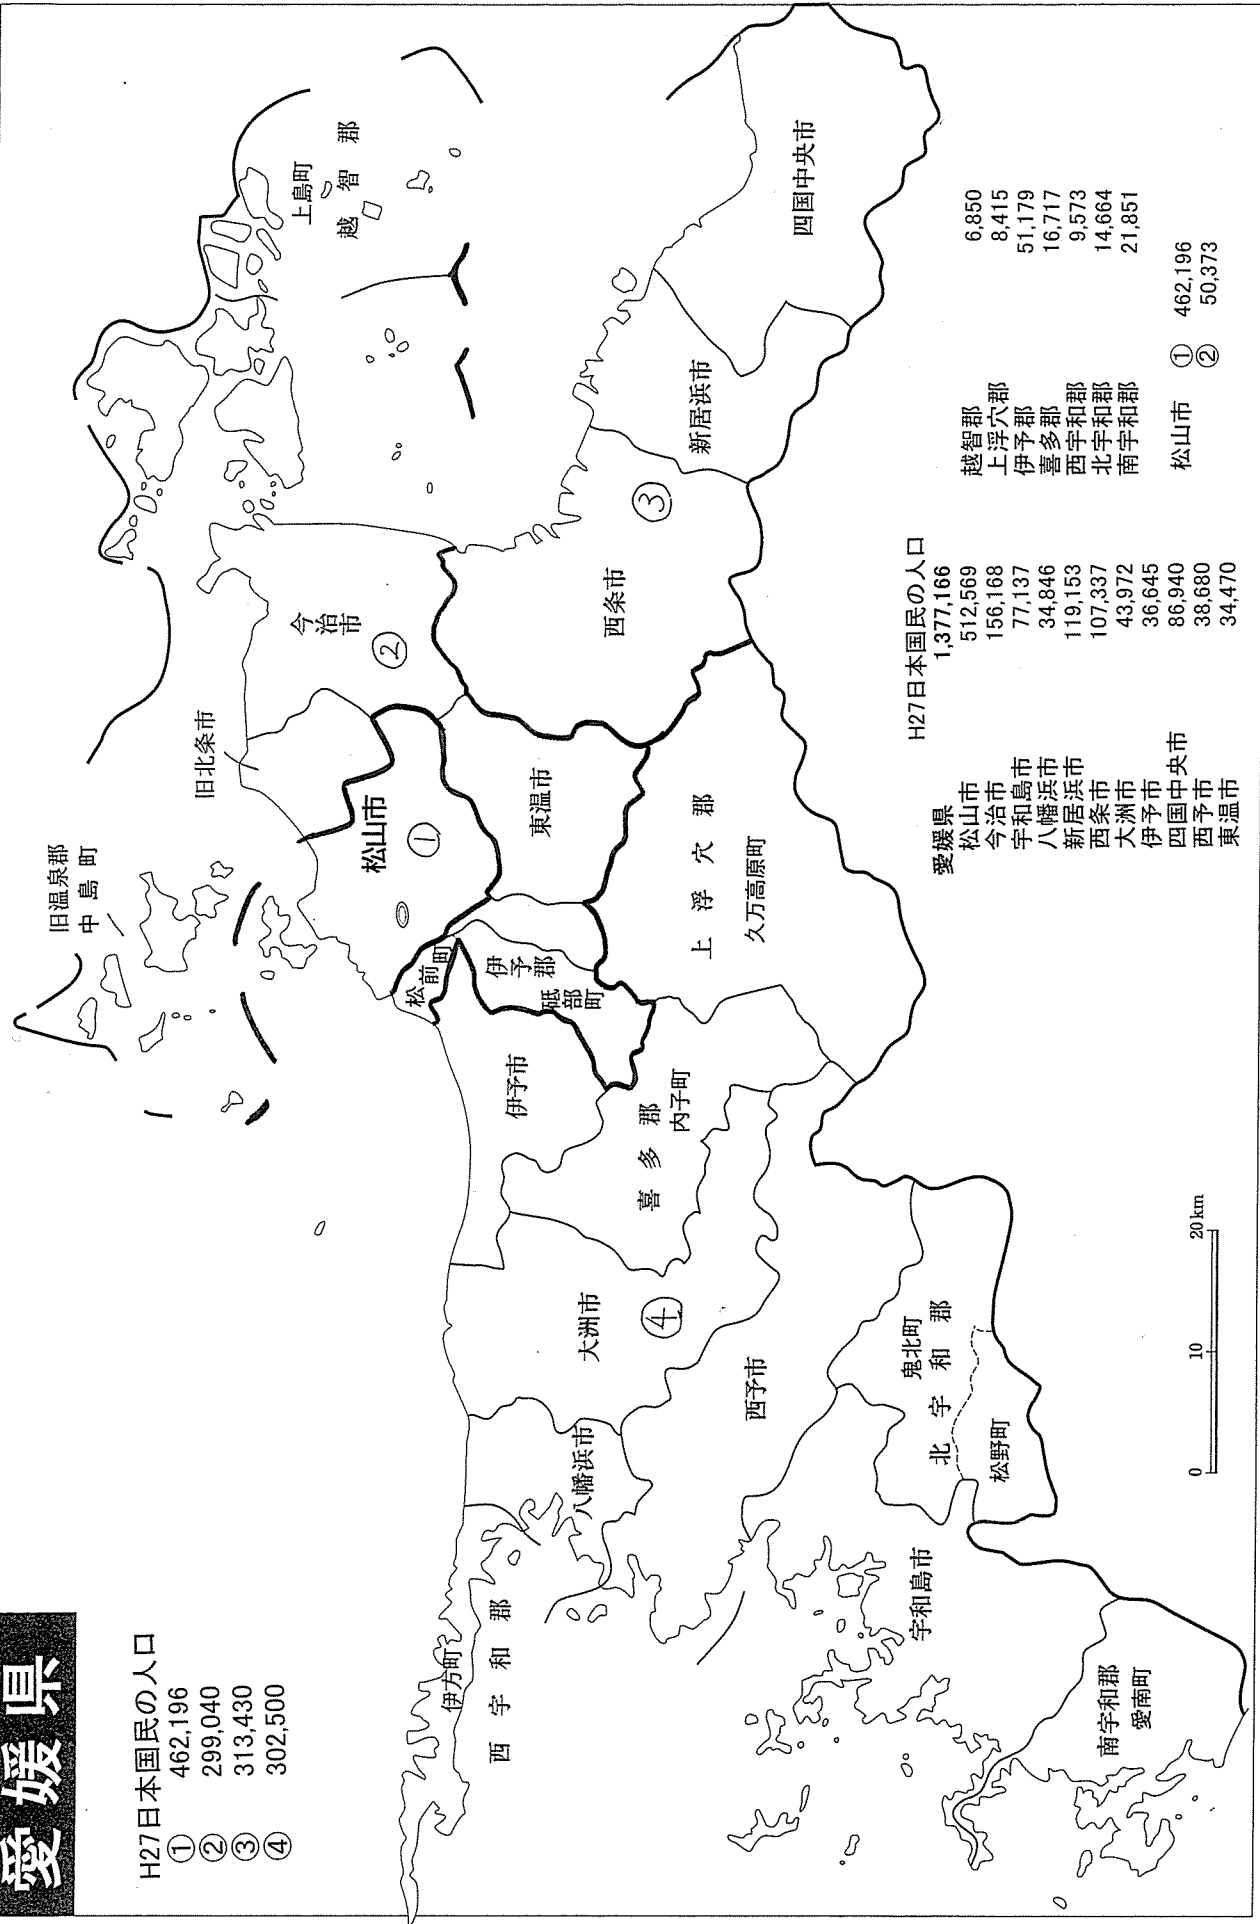 愛媛県
H27日本国民の人口
① 462,196
② 299,040
③ 313,430
④ 302,500
旧温泉郡
中島町
旧北条市
上島町
越智郡
今治市
②
松山市
①
東温市
西条市
③
新居浜市
四国中央市
松前町
伊予郡
砥部町
上浮穴郡
久万高原町
伊予市
喜多郡
内子町
大洲市
④
八幡浜市
西予市
伊方町
西宇和郡
鬼北町
北宇和郡
松野町
宇和島市
南宇和郡
愛南町
0 10 20km
H27日本国民の人口
愛媛県 1,377,166
松山市 512,569
今治市 156,168
宇和島市 77,137
八幡浜市 34,846
新居浜市 119,153
西条市 107,337
大洲市 43,972
伊予市 36,645
四国中央市 86,940
西予市 38,680
東温市 34,470
越智郡 6,850
上浮穴郡 8,415
伊予郡 51,179
喜多郡 16,717
西宇和郡 9,573
北宇和郡 14,664
南宇和郡 21,851
松山市 ① 462,196
② 50,373